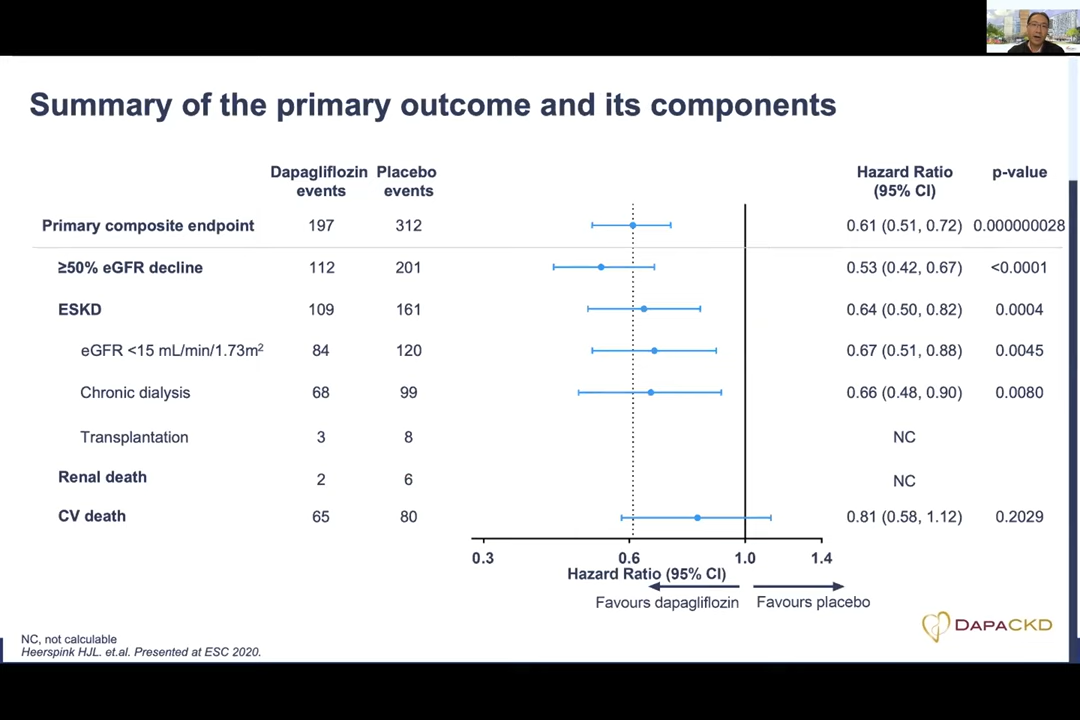 Summary of the primary outcome and its components
Dapagliflozin events Placebo events Hazard Ratio (95% CI) p-value
Primary composite endpoint 197 312 0.61 (0.51, 0.72) 0.000000028
≥50% eGFR decline 112 201 0.53 (0.42, 0.67) <0.0001
ESKD 109 161 0.64 (0.50, 0.82) 0.0004
eGFR <15 mL/min/1.73m² 84 120 0.67 (0.51, 0.88) 0.0045
Chronic dialysis 68 99 0.66 (0.48, 0.90) 0.0080
Transplantation 3 8 NC
Renal death 2 6 NC
CV death 65 80 0.81 (0.58, 1.12) 0.2029
0.3 0.6 1.0 1.4
Hazard Ratio (95% CI)
Favours dapagliflozin Favours placebo
DAPACKD
NC, not calculable
Heerspink HJL. et.al. Presented at ESC 2020.